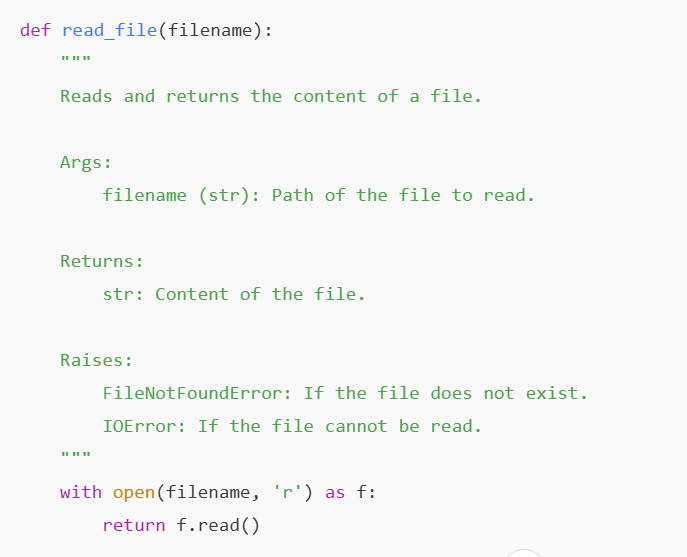 def read_file(filename):
    """
    Reads and returns the content of a file.

    Args:
        filename (str): Path of the file to read.

    Returns:
        str: Content of the file.

    Raises:
        FileNotFoundError: If the file does not exist.
        IOError: If the file cannot be read.
    """
    with open(filename, 'r') as f:
        return f.read()